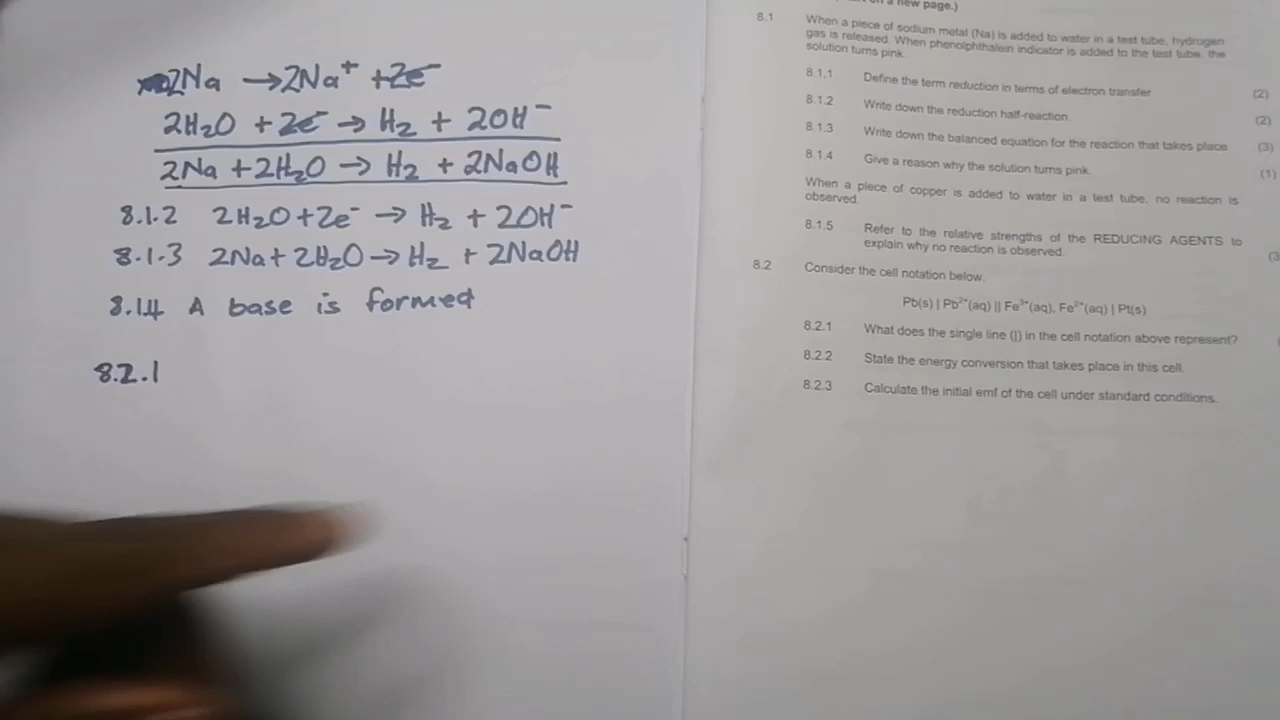 2Na → 2Na⁺ + 2e⁻
2H₂O + 2e⁻ → H₂ + 2OH⁻
2Na + 2H₂O → H₂ + 2NaOH
8.1.2 2H₂O + 2e⁻ → H₂ + 2OH⁻
8.1.3 2Na + 2H₂O → H₂ + 2NaOH
8.1.4 A base is formed
8.2.1
a new page.)
8.1 When a piece of sodium metal (Na) is added to water in a test tube, hydrogen
gas is released. When phenolphthalein indicator is added to the test tube, the
solution turns pink.
8.1.1 Define the term reduction in terms of electron transfer (2)
8.1.2 Write down the reduction half-reaction. (2)
8.1.3 Write down the balanced equation for the reaction that takes place (3)
8.1.4 Give a reason why the solution turns pink. (1)
When a piece of copper is added to water in a test tube, no reaction is
observed.
8.1.5 Refer to the relative strengths of the REDUCING AGENTS to
explain why no reaction is observed. (3
8.2 Consider the cell notation below.
Pb(s) | Pb²⁺(aq) || Fe³⁺(aq), Fe²⁺(aq) | Pt(s)
8.2.1 What does the single line (|) in the cell notation above represent?
8.2.2 State the energy conversion that takes place in this cell.
8.2.3 Calculate the initial emf of the cell under standard conditions.